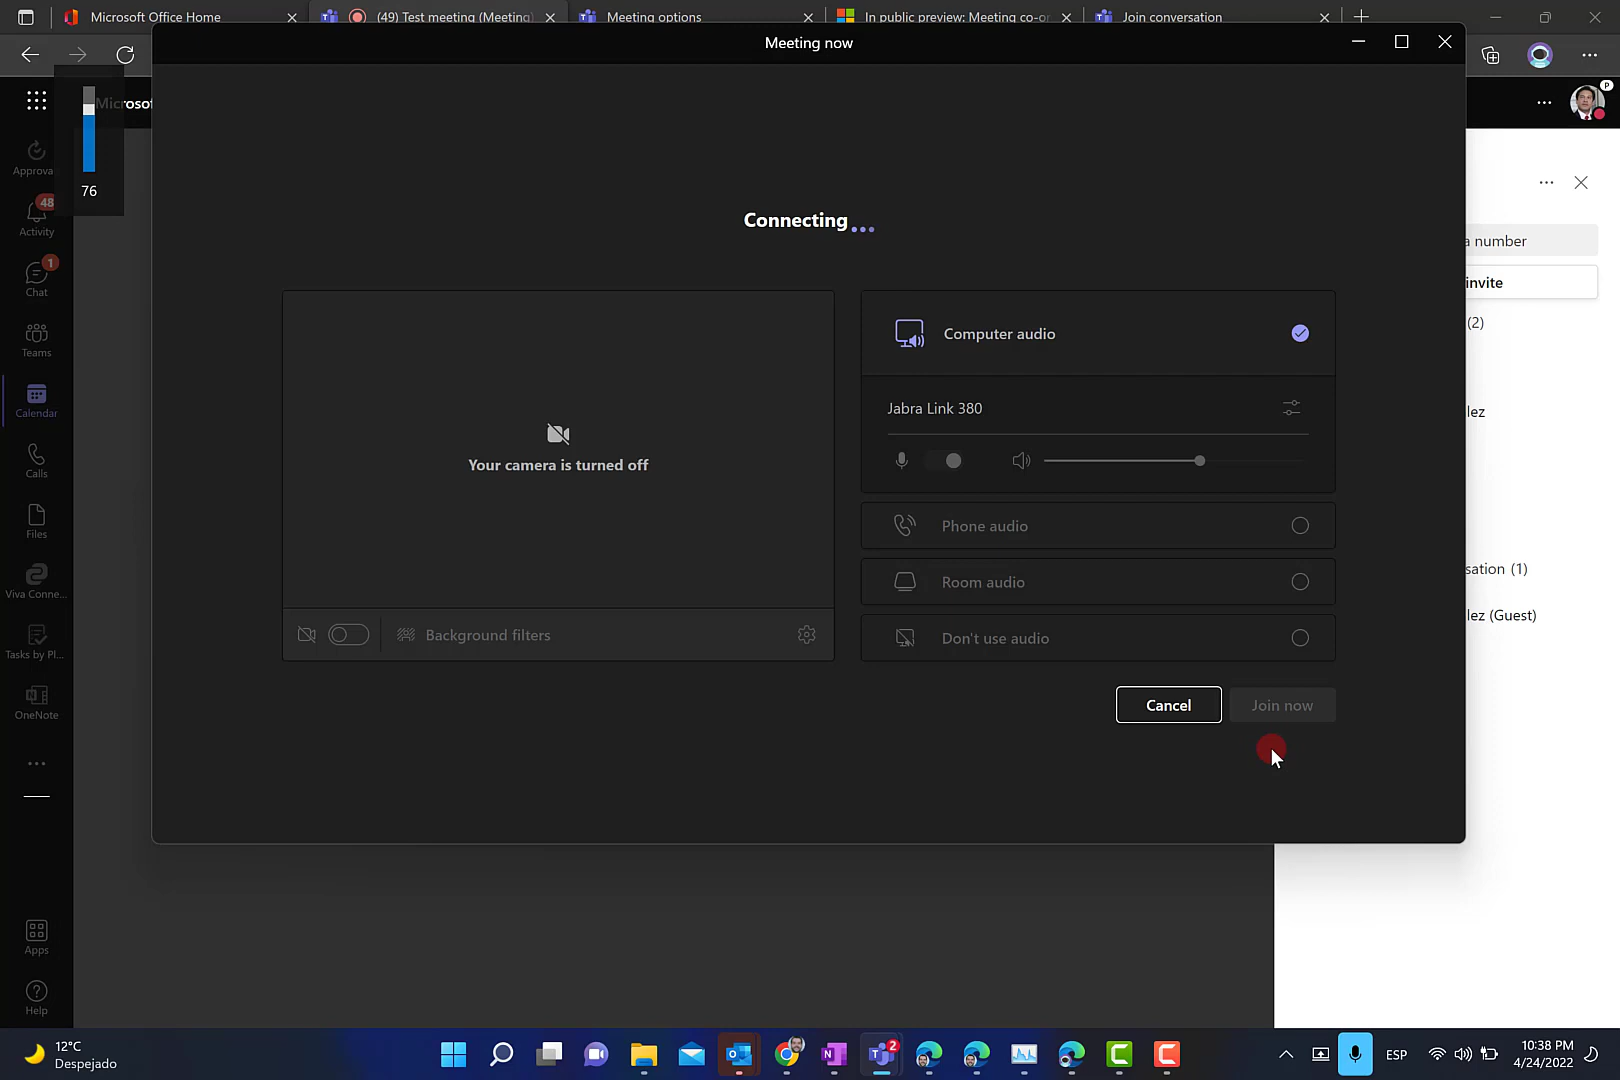 Microsoft Office Home
(49) Test meeting (Meeting
Meeting options
In public preview: Meeting co-or
Join conversation
Meeting now
Microsof
P
76
Approva
48
Activity
1
Chat
Teams
Calendar
Calls
Files
Viva Conne...
Tasks by Pl...
OneNote
Apps
Help
Connecting
Your camera is turned off
Background filters
Computer audio
Jabra Link 380
Phone audio
Room audio
Don't use audio
Cancel
Join now
a number
invite
(2)
lez
sation (1)
lez (Guest)
12°C
Despejado
2
ESP
10:38 PM
4/24/2022